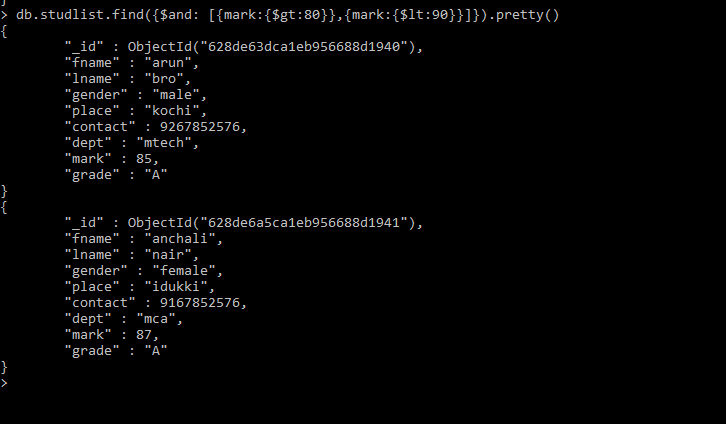 }
> db.studlist.find({$and: [{mark:{$gt:80}},{mark:{$lt:90}}]}).pretty()
{
        "_id" : ObjectId("628de63dca1eb956688d1940"),
        "fname" : "arun",
        "lname" : "bro",
        "gender" : "male",
        "place" : "kochi",
        "contact" : 9267852576,
        "dept" : "mtech",
        "mark" : 85,
        "grade" : "A"
}
{
        "_id" : ObjectId("628de6a5ca1eb956688d1941"),
        "fname" : "anchali",
        "lname" : "nair",
        "gender" : "female",
        "place" : "idukki",
        "contact" : 9167852576,
        "dept" : "mca",
        "mark" : 87,
        "grade" : "A"
}
>